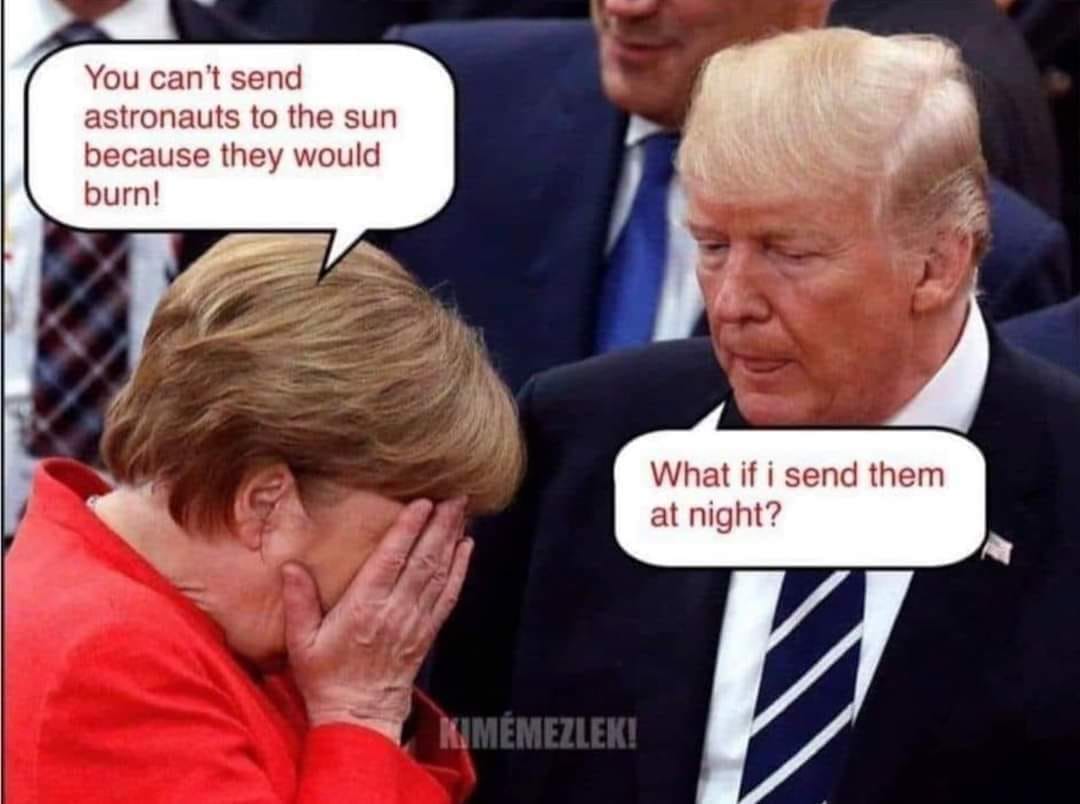 You can't send
astronauts to the sun
because they would
burn!
What if i send them
at night?
KIMÉMEZLEK!